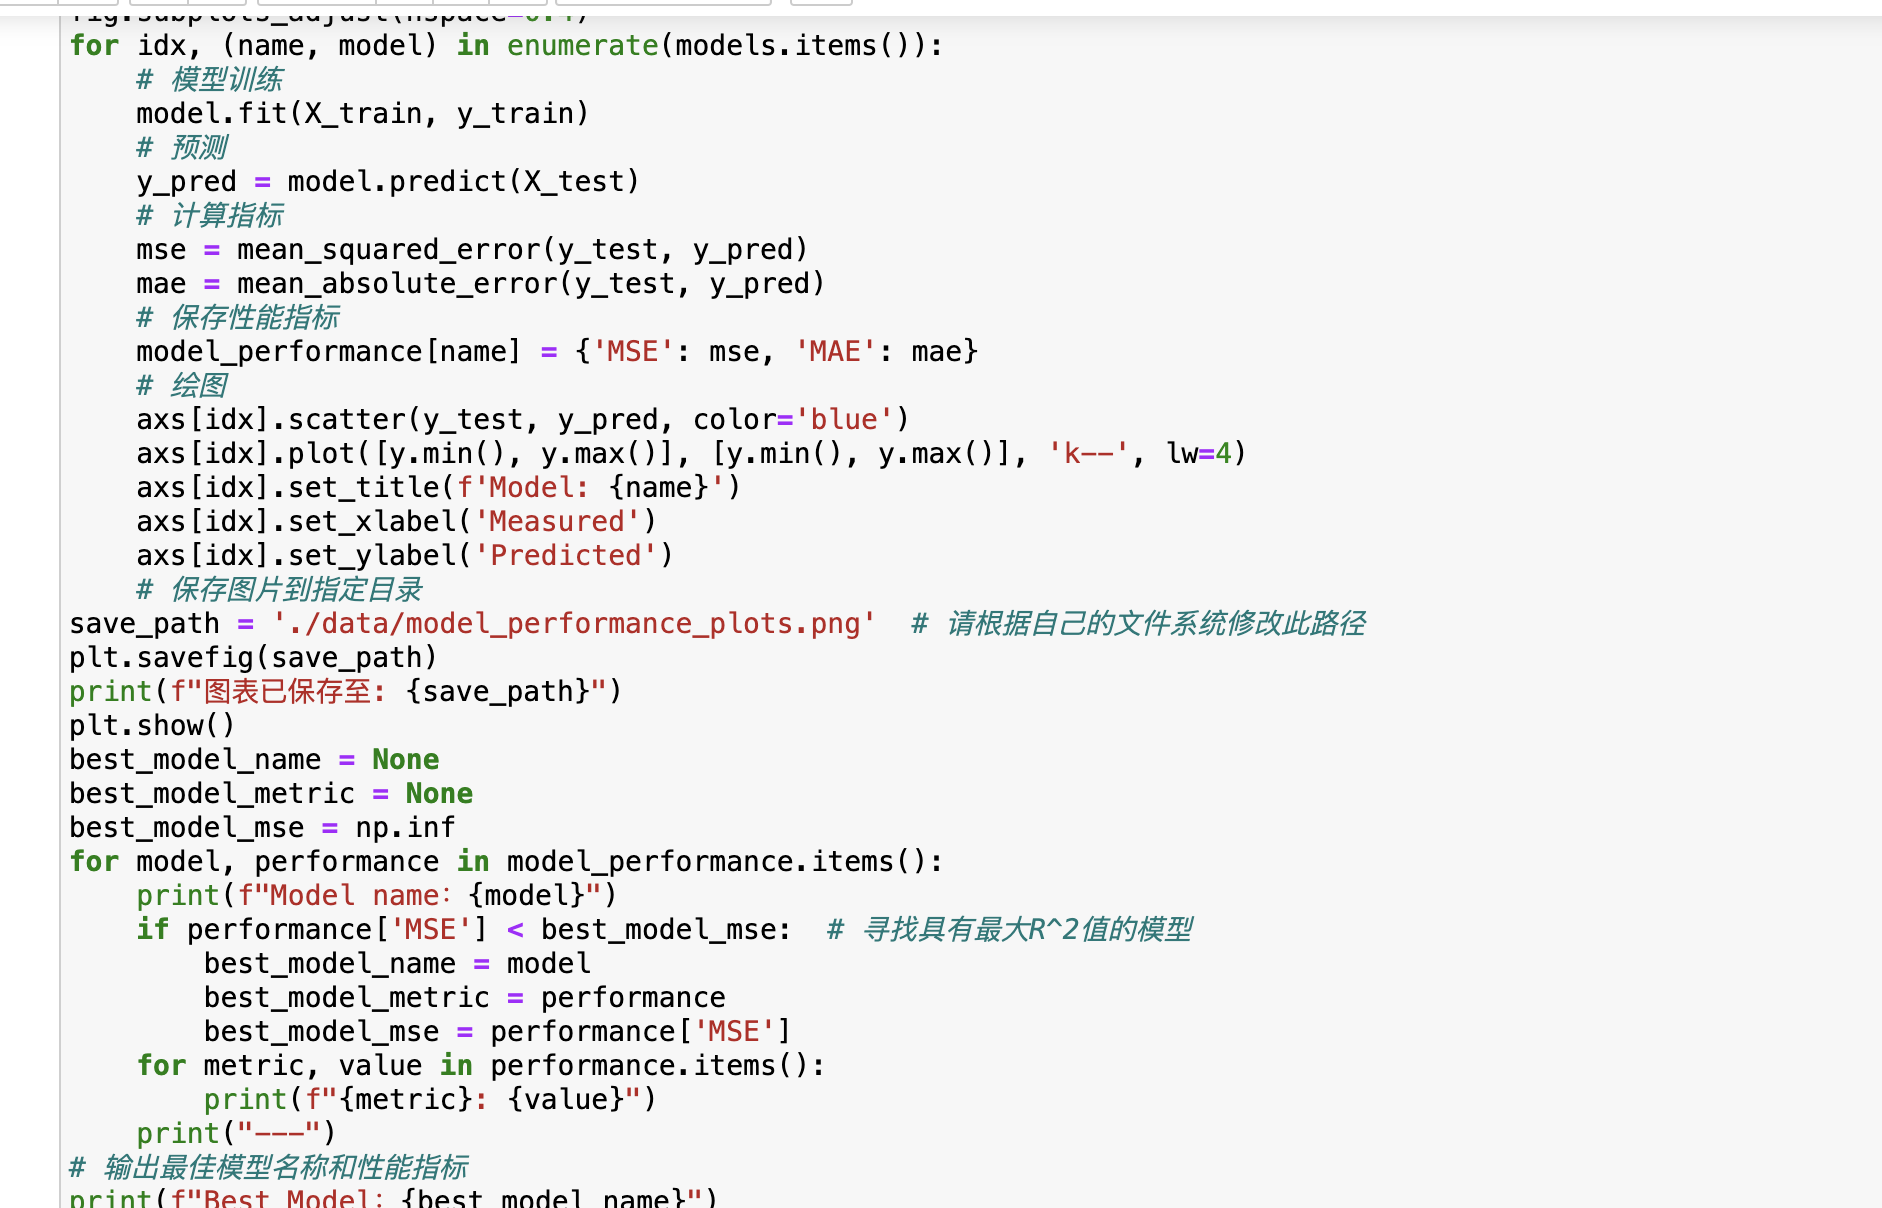 fig.subplots_adjust(hspace=0.4)
for idx, (name, model) in enumerate(models.items()):
    # 模型训练
    model.fit(X_train, y_train)
    # 预测
    y_pred = model.predict(X_test)
    # 计算指标
    mse = mean_squared_error(y_test, y_pred)
    mae = mean_absolute_error(y_test, y_pred)
    # 保存性能指标
    model_performance[name] = {'MSE': mse, 'MAE': mae}
    # 绘图
    axs[idx].scatter(y_test, y_pred, color='blue')
    axs[idx].plot([y.min(), y.max()], [y.min(), y.max()], 'k--', lw=4)
    axs[idx].set_title(f'Model: {name}')
    axs[idx].set_xlabel('Measured')
    axs[idx].set_ylabel('Predicted')
    # 保存图片到指定目录
save_path = './data/model_performance_plots.png'  # 请根据自己的文件系统修改此路径
plt.savefig(save_path)
print(f"图表已保存至: {save_path}")
plt.show()
best_model_name = None
best_model_metric = None
best_model_mse = np.inf
for model, performance in model_performance.items():
    print(f"Model name：{model}")
    if performance['MSE'] < best_model_mse:  # 寻找具有最大R^2值的模型
        best_model_name = model
        best_model_metric = performance
        best_model_mse = performance['MSE']
    for metric, value in performance.items():
        print(f"{metric}: {value}")
    print("---")
# 输出最佳模型名称和性能指标
print(f"Best Model：{best_model_name}")